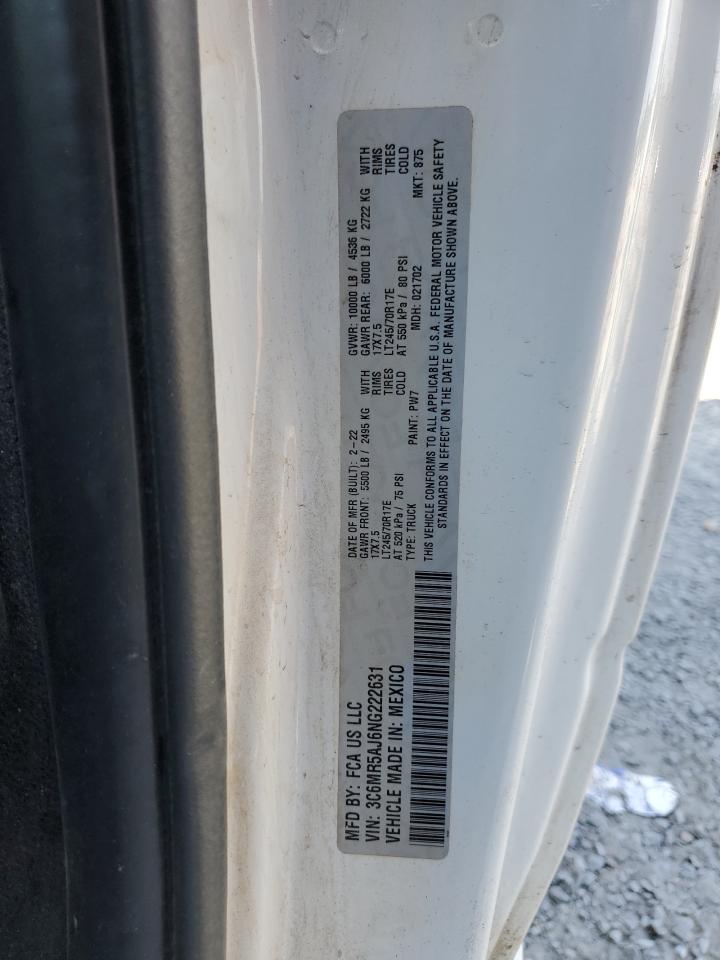 MFD BY: FCA US LLC
VIN: 3C6MR5AJ6NG222631
VEHICLE MADE IN: MEXICO
DATE OF MFR (BUILT): 2-22
GAWR FRONT: 5500 LB / 2495 KG WITH
17X7.5 RIMS
LT245/70R17E TIRES
AT 520 kPa / 75 PSI COLD
TYPE: TRUCK PAINT: PW7
GVWR: 10000 LB / 4536 KG
GAWR REAR: 6000 LB / 2722 KG WITH
17X7.5 RIMS
LT245/70R17E TIRES
AT 550 kPa / 80 PSI COLD
MDH: 021702 MKT: 875
THIS VEHICLE CONFORMS TO ALL APPLICABLE U.S.A. FEDERAL MOTOR VEHICLE SAFETY
STANDARDS IN EFFECT ON THE DATE OF MANUFACTURE SHOWN ABOVE.